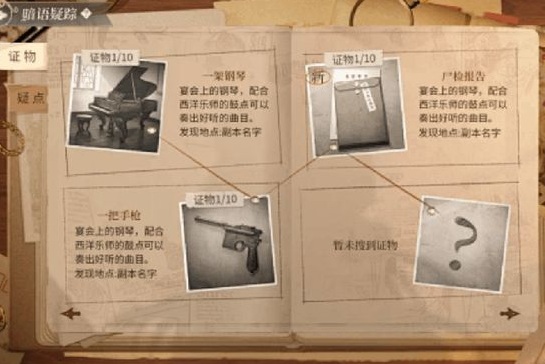 暗语疑踪
证物
疑点
证物1/10
一架钢琴
宴会上的钢琴，配合
西洋乐师的鼓点可以
奏出好听的曲目。
发现地点:副本名字
证物1/10
新
尸检报告
宴会上的钢琴，配合
西洋乐师的鼓点可以
奏出好听的曲目。
发现地点:副本名字
一把手枪
宴会上的钢琴，配合
西洋乐师的鼓点可以
奏出好听的曲目。
发现地点:副本名字
证物1/10
暂未搜到证物
?